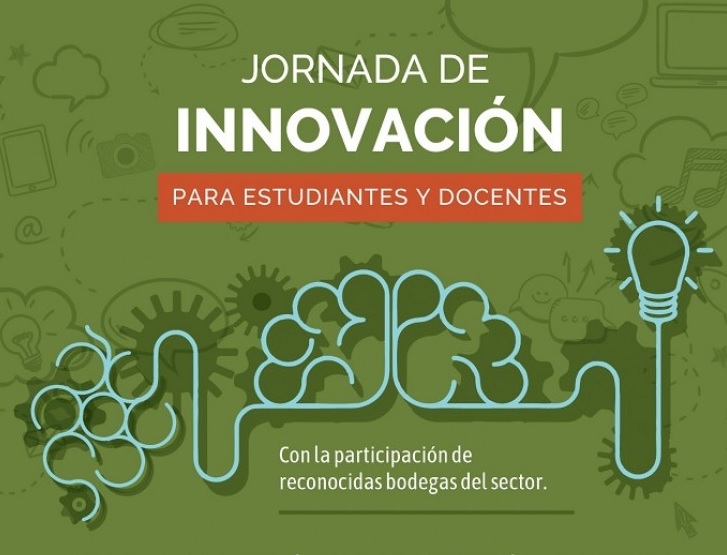 JORNADA DE
INNOVACIÓN
PARA ESTUDIANTES Y DOCENTES
Con la participación de
reconocidas bodegas del sector.